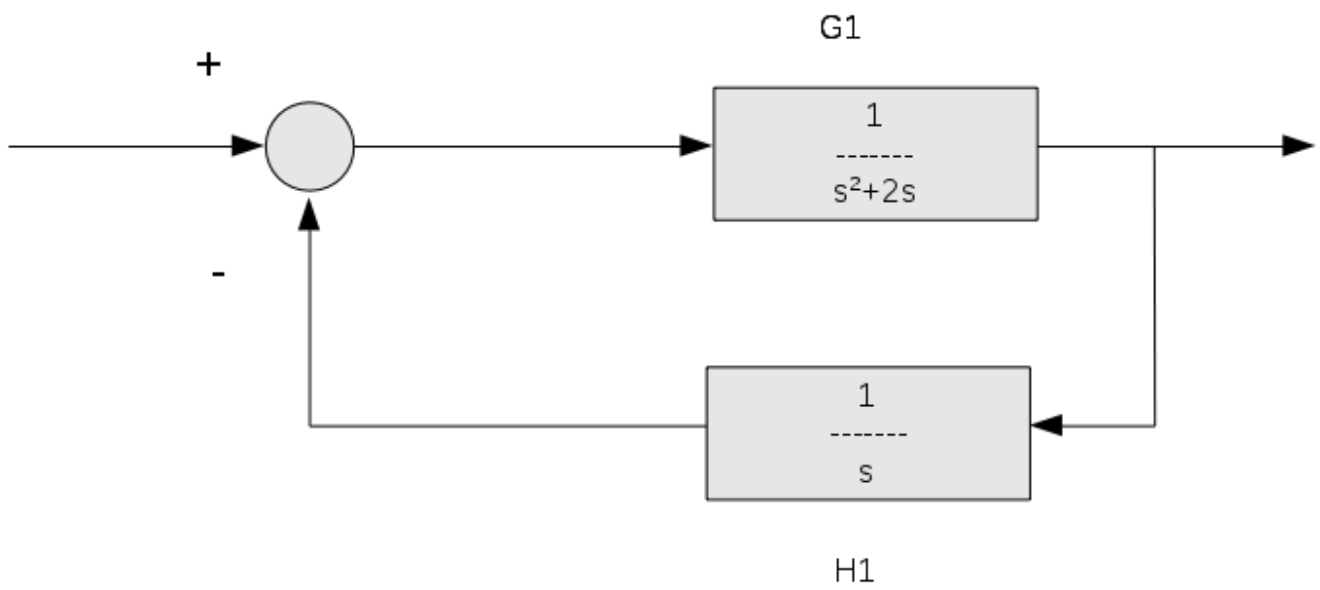 G1
+
1
-------
s²+2s
-
1
-------
s
H1